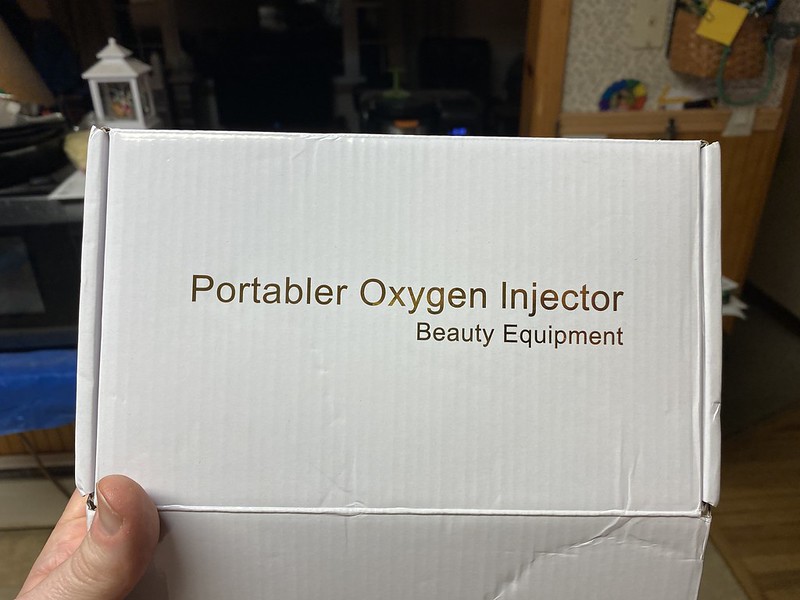 Portabler Oxygen Injector
Beauty Equipment